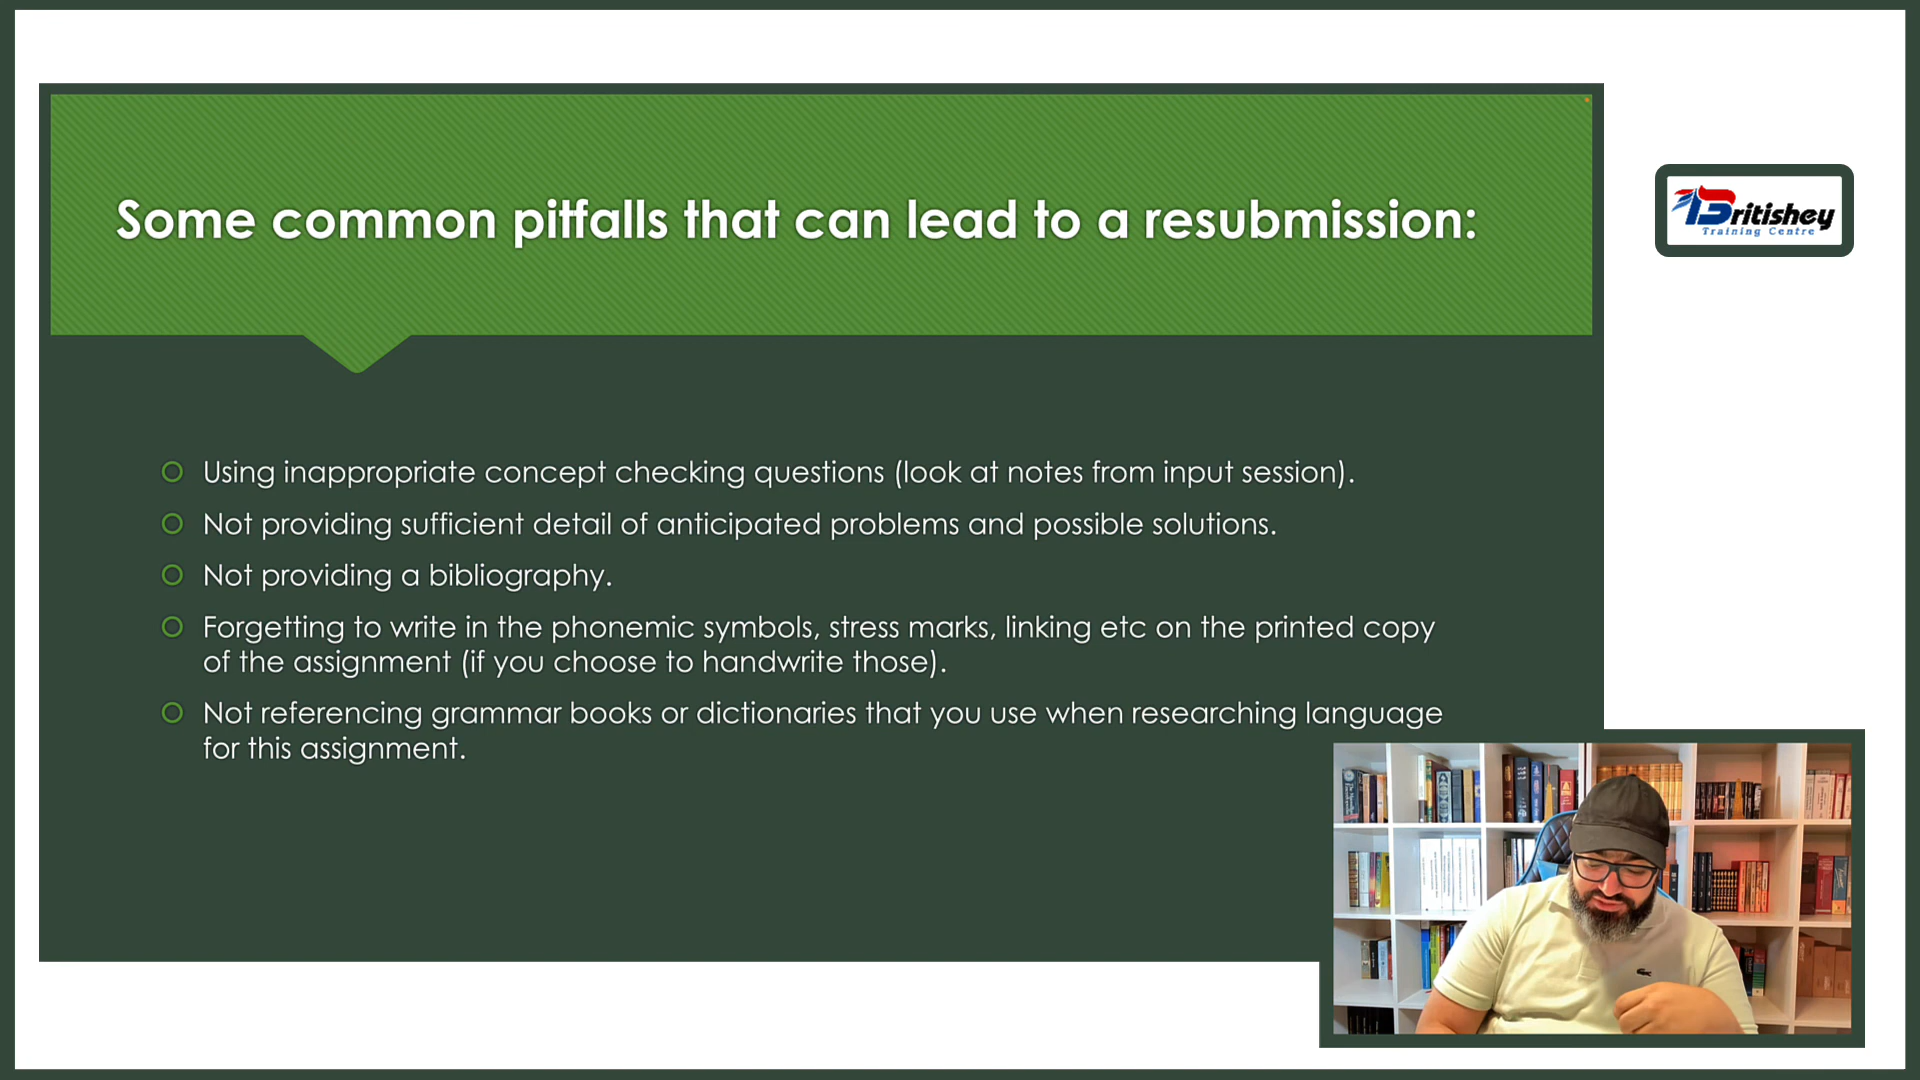 Some common pitfalls that can lead to a resubmission:
Britishey
Training Centre
Using inappropriate concept checking questions (look at notes from input session).
Not providing sufficient detail of anticipated problems and possible solutions.
Not providing a bibliography.
Forgetting to write in the phonemic symbols, stress marks, linking etc on the printed copy
of the assignment (if you choose to handwrite those).
Not referencing grammar books or dictionaries that you use when researching language
for this assignment.